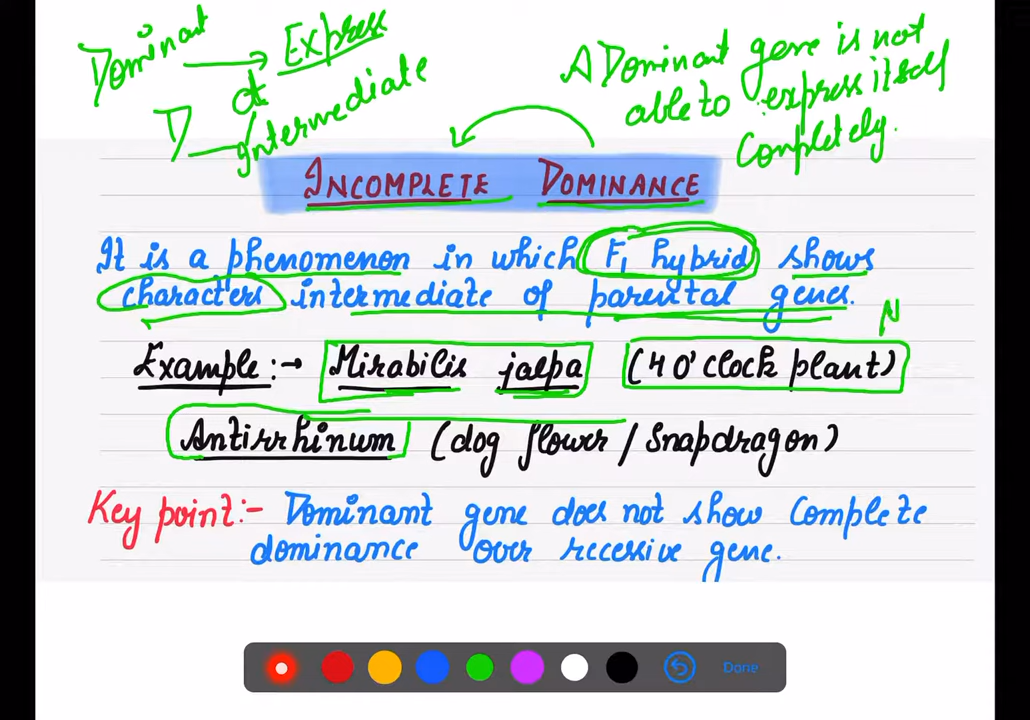 Dominant → Express
D Intermediate
A Dominant gene is not
able to express itself
completely.
INCOMPLETE DOMINANCE
It is a phenomenon in which F1 hybrid shows
characters intermediate of parental genes.
Example:→ Mirabilis jalpa (4 O'clock plant)
Antirrhinum (dog flower / Snapdragon)
Key point:- Dominant gene does not show complete
dominance over recessive gene.
Done